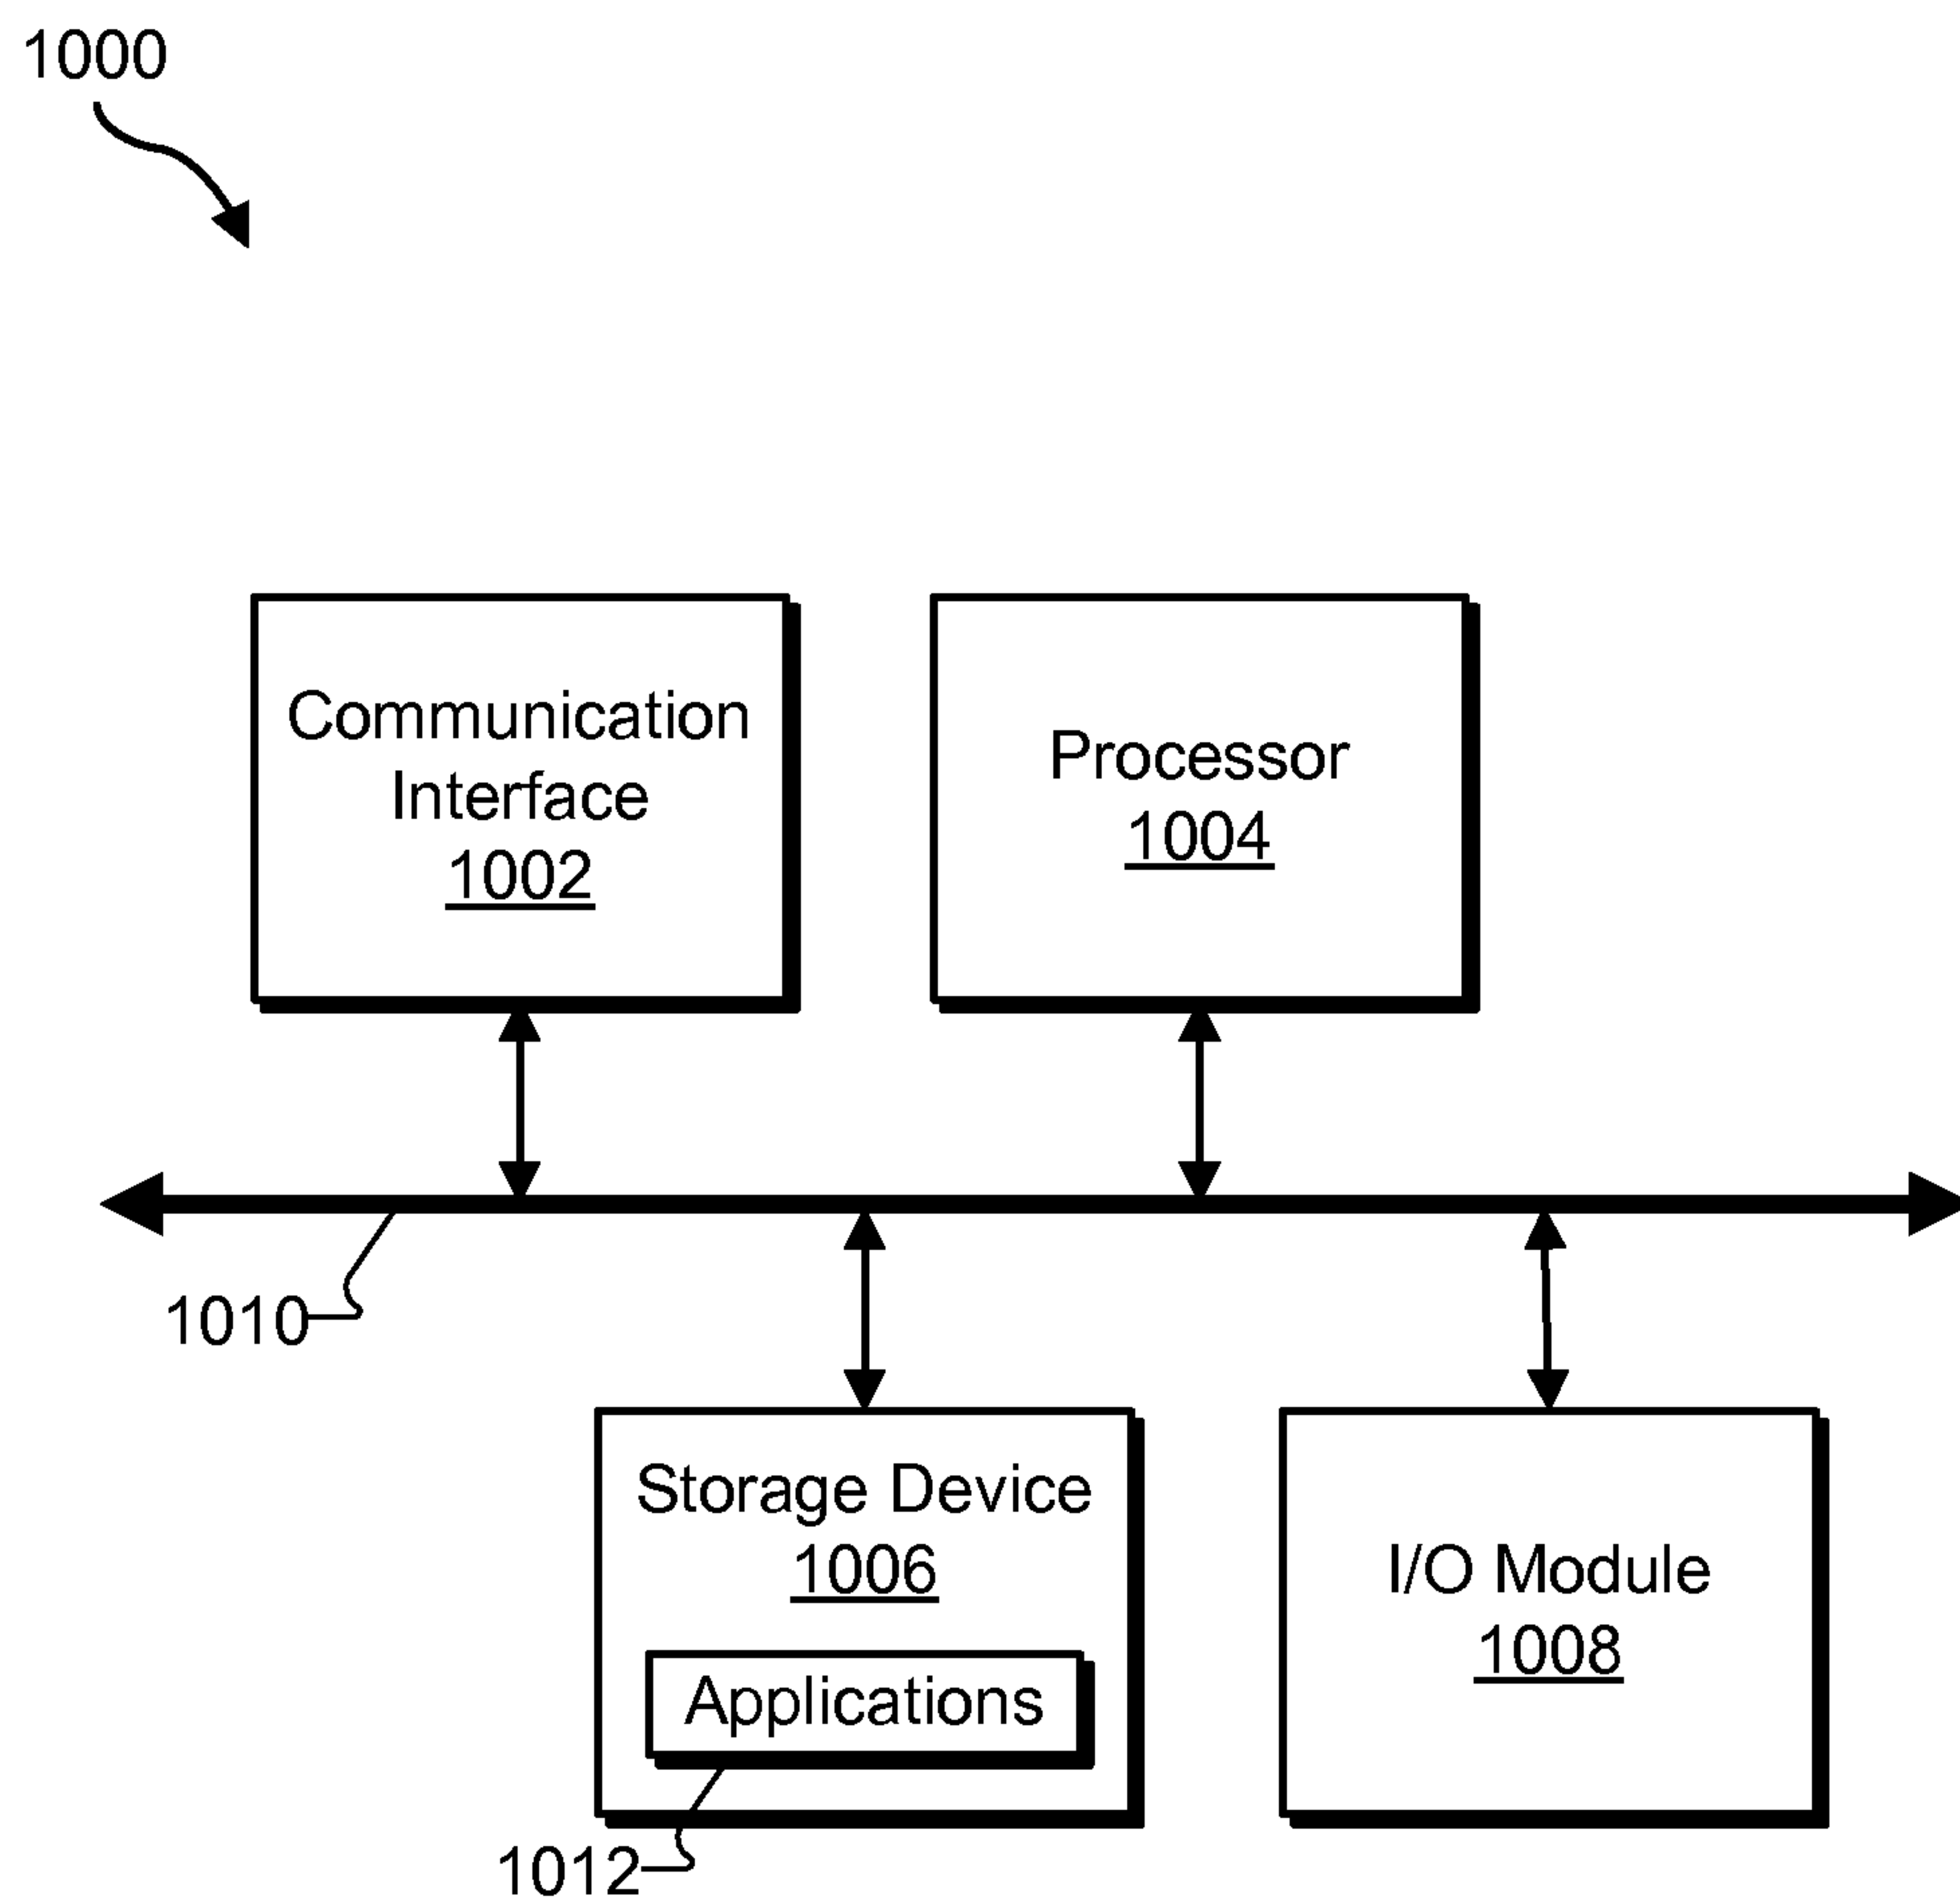 1000
Communication
Interface
1002
Processor
1004
1010
Storage Device
1006
Applications
1012
I/O Module
1008